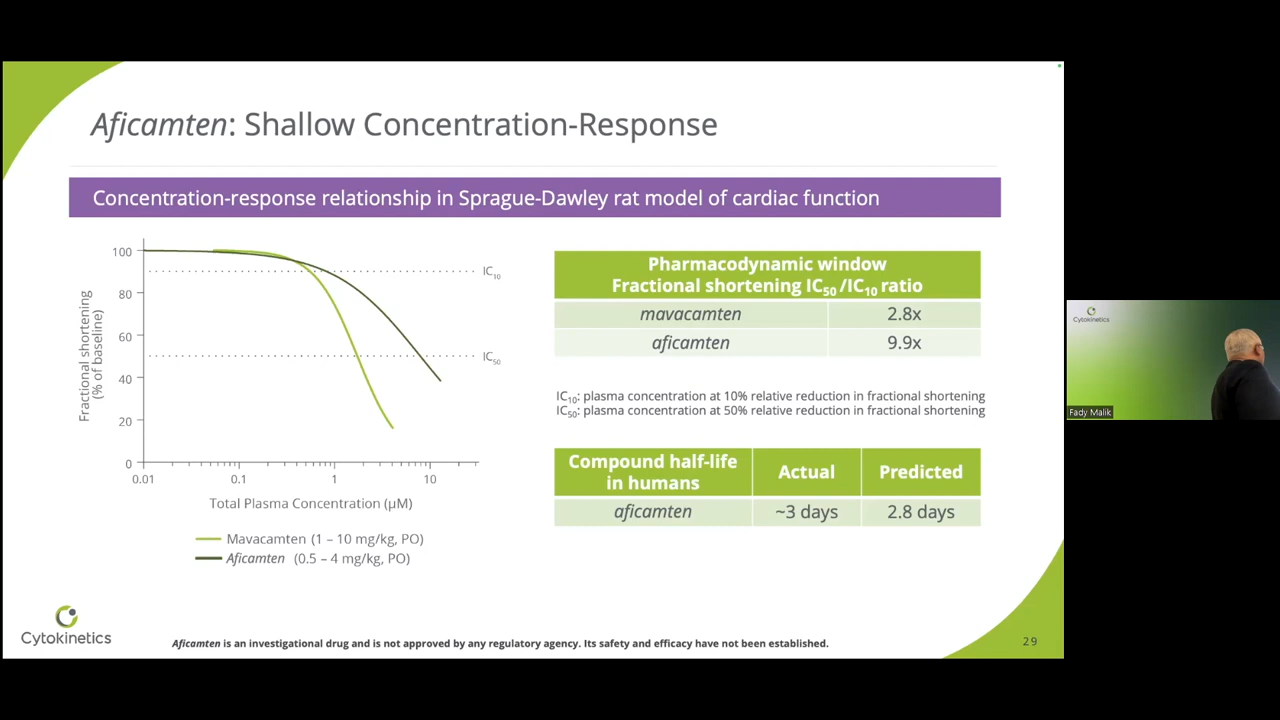 Aficamten: Shallow Concentration-Response
Concentration-response relationship in Sprague-Dawley rat model of cardiac function
Fractional shortening
(% of baseline)
100
80
60
40
20
0
IC10
IC50
0.01
0.1
1
10
Total Plasma Concentration (µM)
Mavacamten (1 – 10 mg/kg, PO)
Aficamten (0.5 – 4 mg/kg, PO)
Pharmacodynamic window
Fractional shortening IC50 /IC10 ratio
mavacamten 2.8x
aficamten 9.9x
IC10: plasma concentration at 10% relative reduction in fractional shortening
IC50: plasma concentration at 50% relative reduction in fractional shortening
Compound half-life
in humans
Actual
Predicted
aficamten ~3 days 2.8 days
Cytokinetics
Aficamten is an investigational drug and is not approved by any regulatory agency. Its safety and efficacy have not been established.
29
Cytokinetics
Fady Malik